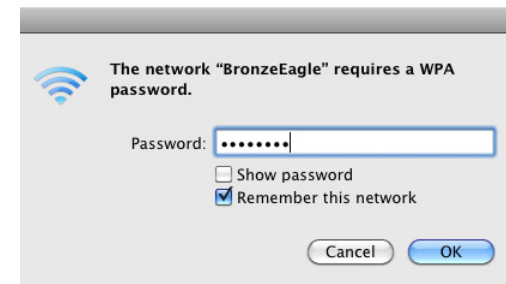 The network “BronzeEagle” requires a WPA
password.
Password: ••••••••
Show password
Remember this network
Cancel OK